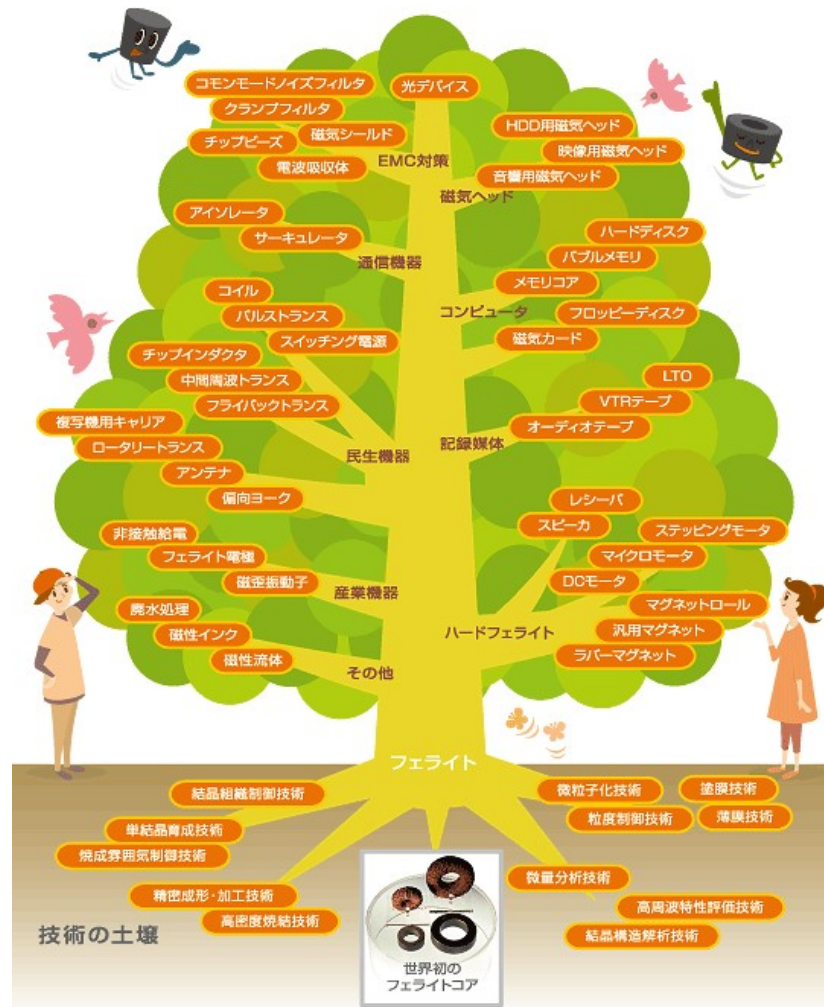 コモンモードノイズフィルタ
光デバイス
クランプフィルタ
HDD用磁気ヘッド
チップビーズ
磁気シールド
映像用磁気ヘッド
電波吸収体
EMC対策
音響用磁気ヘッド
磁気ヘッド
アイソレータ
サーキュレータ
通信機器
ハードディスク
バブルメモリ
メモリコア
コイル
パルストランス
コンピュータ
フロッピーディスク
スイッチング電源
磁気カード
チップインダクタ
中間周波トランス
フライバックトランス
LTO
VTRテープ
オーディオテープ
複写機用キャリア
ロータリートランス
民生機器
記録媒体
アンテナ
偏向ヨーク
レシーバ
スピーカ
ステッピングモータ
非接触給電
フェライト電極
磁歪振動子
産業機器
マイクロモータ
DCモータ
マグネットロール
廃水処理
磁性インク
磁性流体
その他
ハードフェライト
汎用マグネット
ラバーマグネット
フェライト
結晶組織制御技術
微粒子化技術
塗膜技術
単結晶育成技術
粒度制御技術
薄膜技術
焼成雰囲気制御技術
精密成形・加工技術
微量分析技術
高密度焼結技術
高周波特性評価技術
技術の土壌
結晶構造解析技術
世界初の
フェライトコア